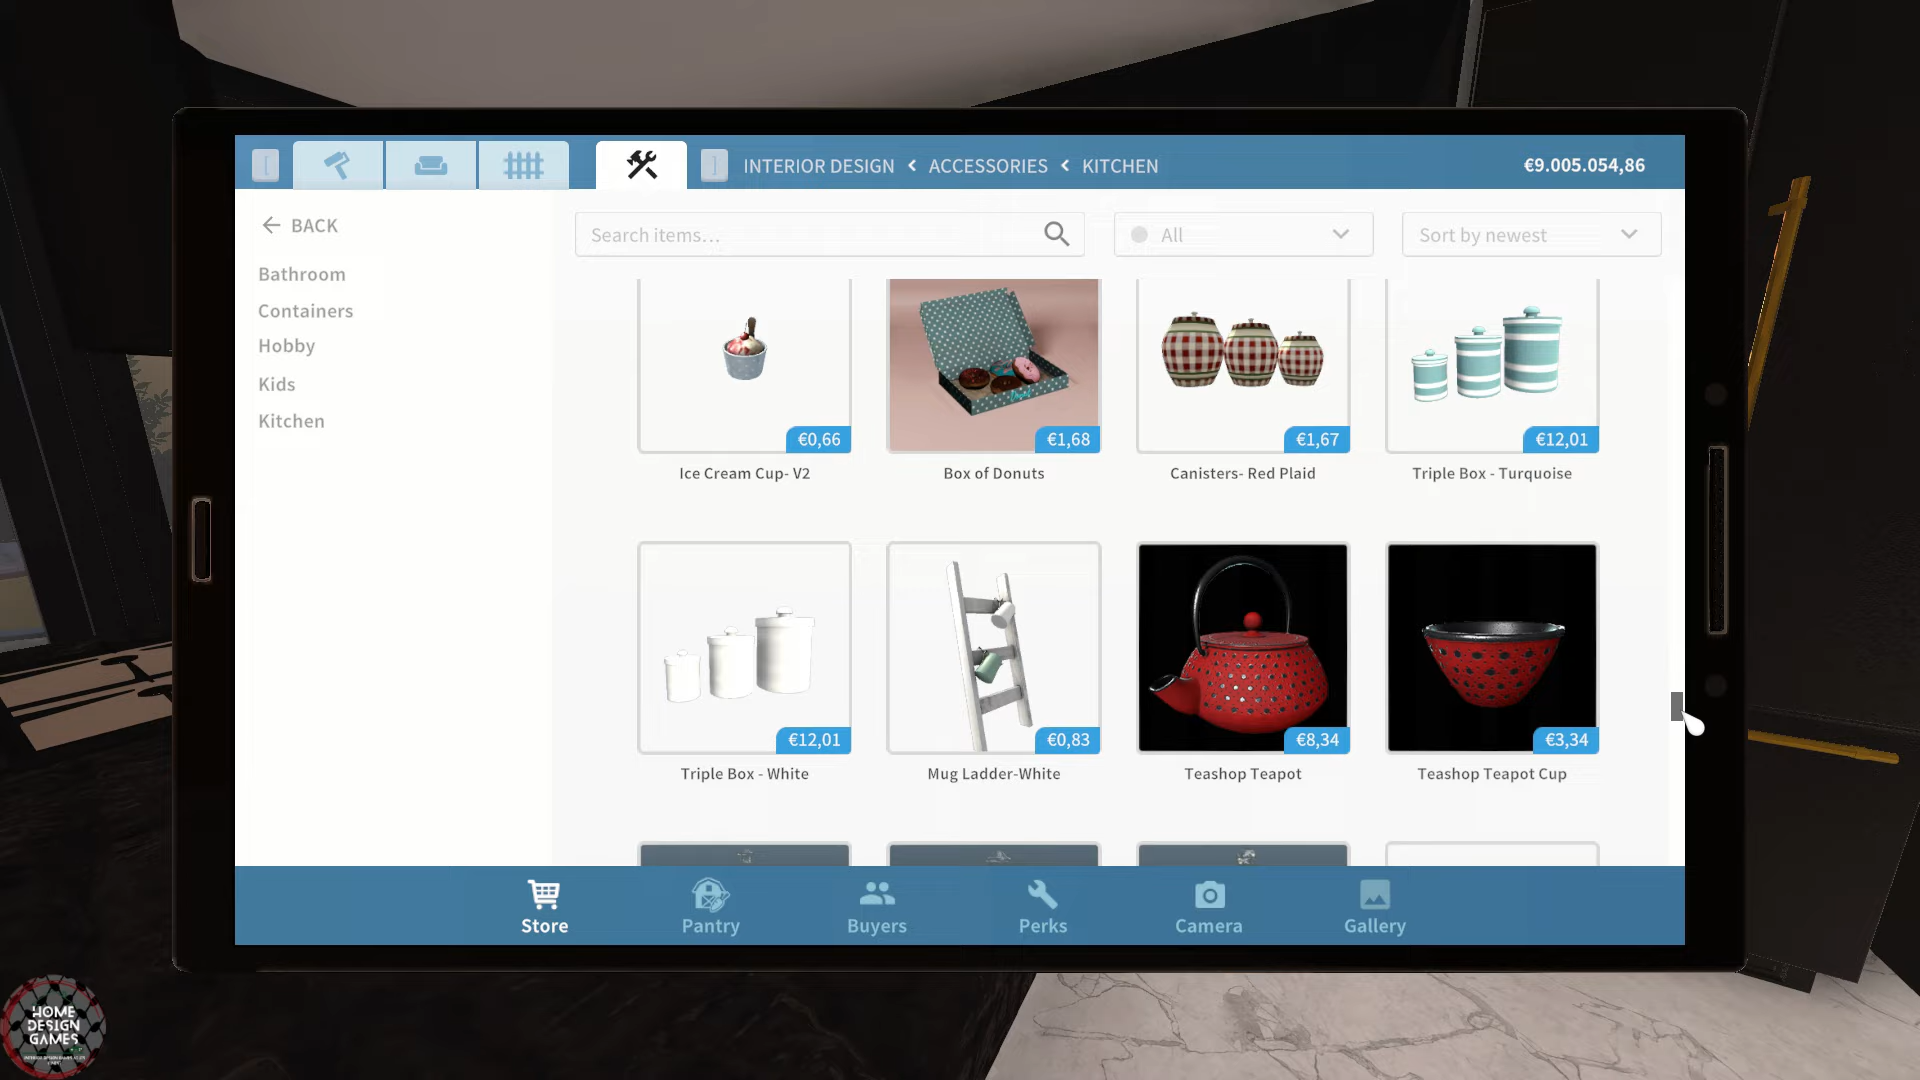 [
]
INTERIOR DESIGN < ACCESSORIES < KITCHEN
€9.005.054,86
BACK
Bathroom
Containers
Hobby
Kids
Kitchen
Search items...
All
Sort by newest
€0,66
€1,68
€1,67
€12,01
Ice Cream Cup- V2
Box of Donuts
Canisters- Red Plaid
Triple Box - Turquoise
€12,01
€0,83
€8,34
€3,34
Triple Box - White
Mug Ladder-White
Teashop Teapot
Teashop Teapot Cup
Store
Pantry
Buyers
Perks
Camera
Gallery
HOME
DESIGN
GAMES